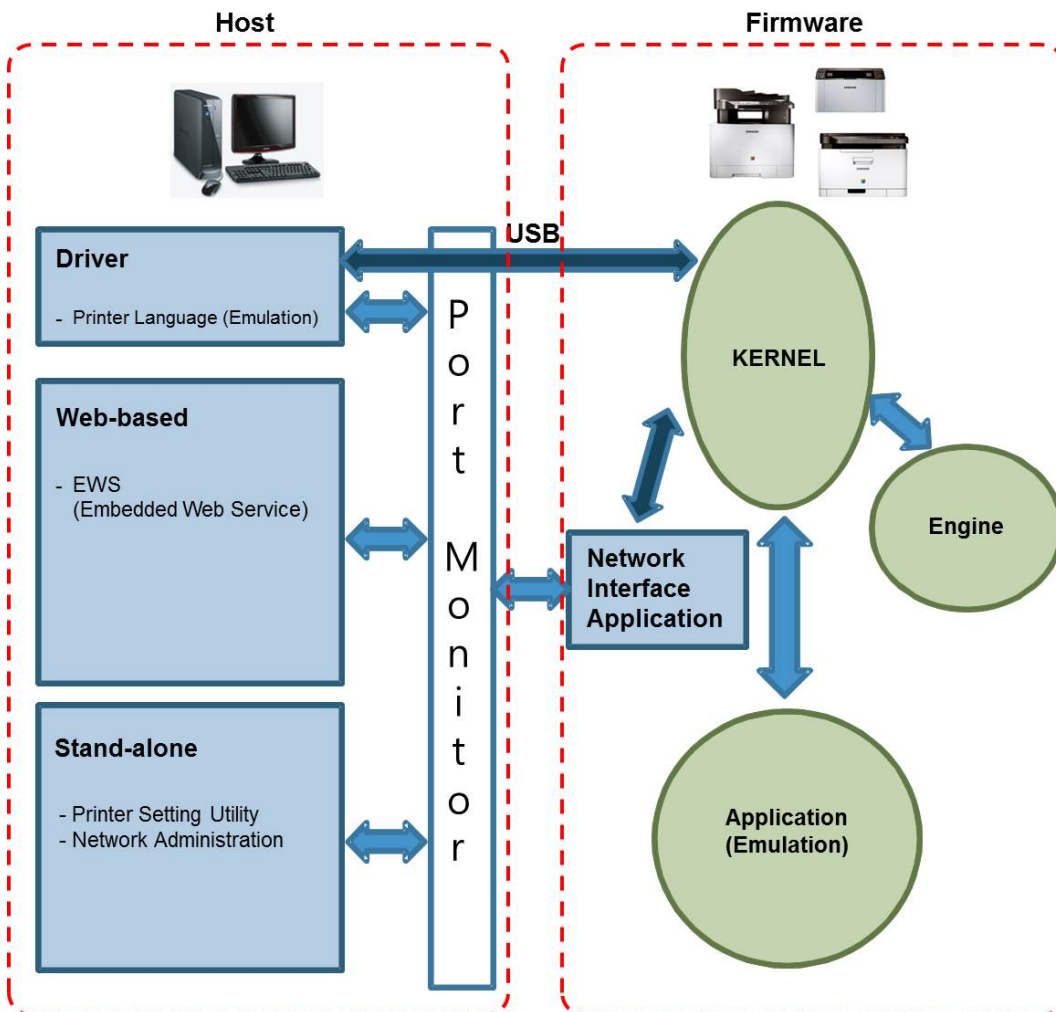 Host
Firmware
USB
Driver
- Printer Language (Emulation)
Web-based
- EWS
(Embedded Web Service)
Stand-alone
- Printer Setting Utility
- Network Administration
Port Monitor
KERNEL
Engine
Network
Interface
Application
Application
(Emulation)